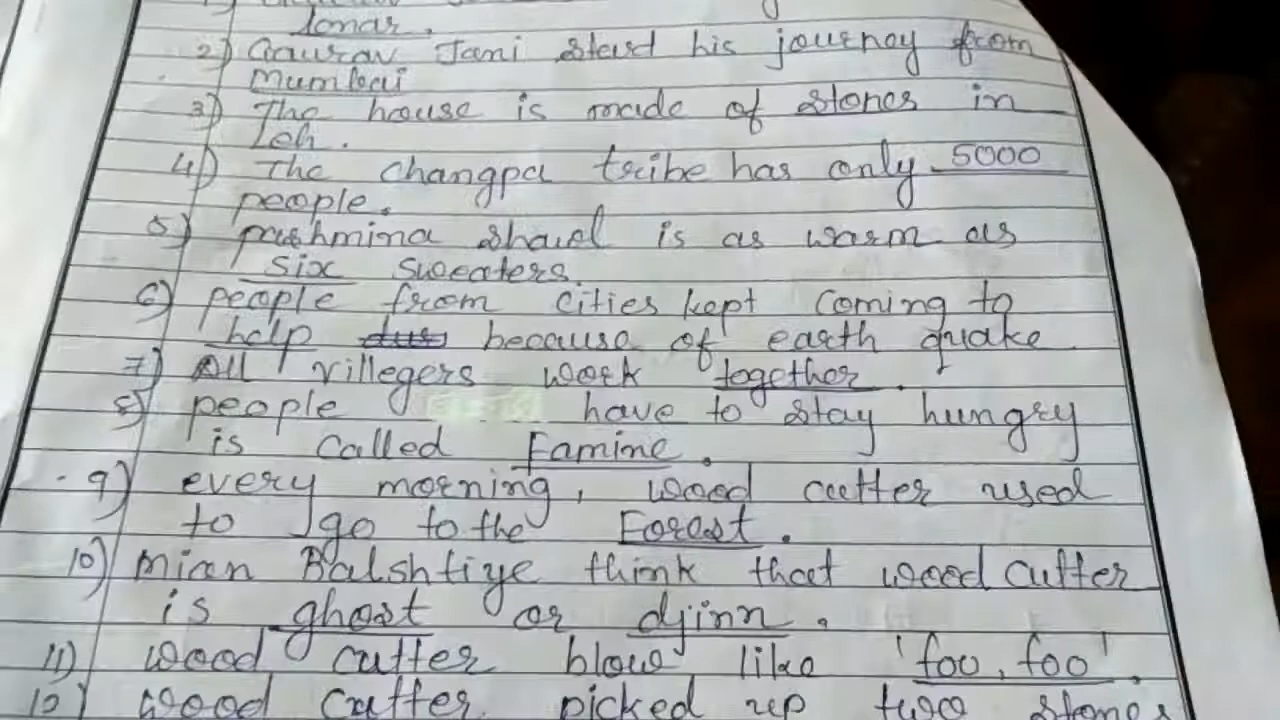 lonar.
2) Gaurav Jani stard his journey from
Mumbai
3) The house is made of stones in
Leh.
4) The changpa tribe has only 5000
people.
5) pashmina shawl is as warm as
six sweaters.
6) people from cities kept coming to
help because of earth quake
7) All villegers work together.
8) people have to stay hungry
is called Famine.
9) every morning, wood cutter used
to go to the Forest.
10) mian Balshtiye think that wood cutter
is ghost or djinn.
11) wood cutter blow like 'foo, foo'.
12) wood cutter picked up two stones